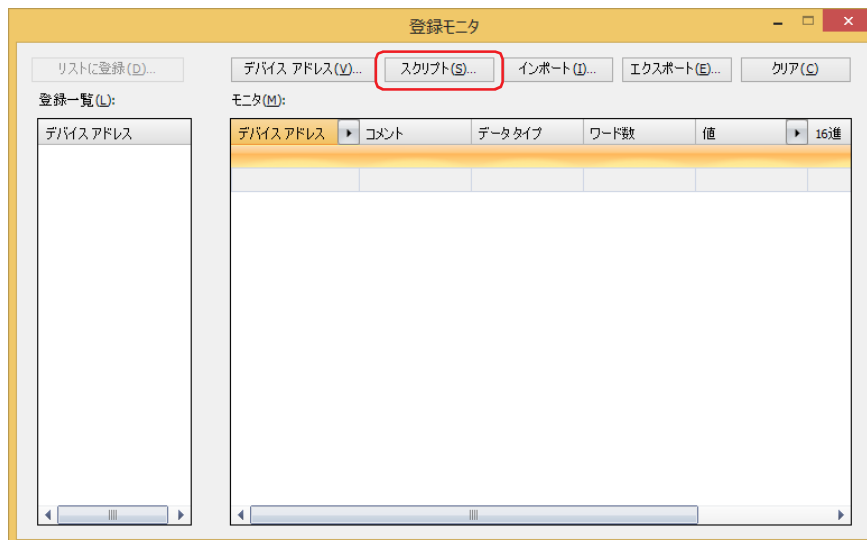 登録モニタ
リストに登録(D)... デバイス アドレス(V)... スクリプト(S)... インポート(I)... エクスポート(E)... クリア(C)
登録一覧(L): モニタ(M):
デバイス アドレス デバイス アドレス コメント データ タイプ ワード数 値 16進